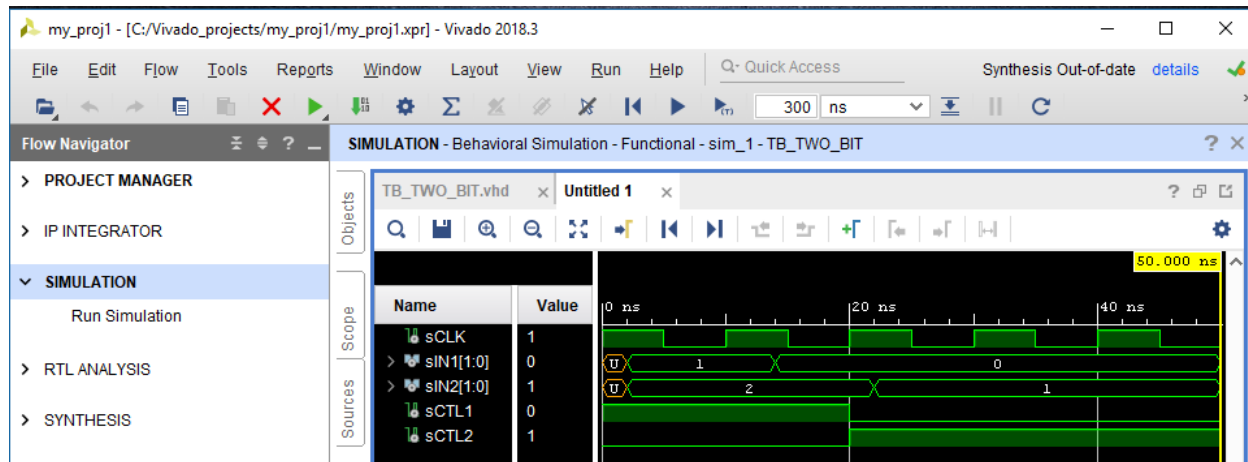 my_proj1 - [C:/Vivado_projects/my_proj1/my_proj1.xpr] - Vivado 2018.3
File Edit Flow Tools Reports Window Layout View Run Help Q- Quick Access Synthesis Out-of-date details
300 ns
Flow Navigator ? SIMULATION - Behavioral Simulation - Functional - sim_1 - TB_TWO_BIT ?
PROJECT MANAGER
IP INTEGRATOR
SIMULATION
Run Simulation
RTL ANALYSIS
SYNTHESIS
Objects
Scope
Sources
TB_TWO_BIT.vhd Untitled 1 ?
50.000 ns
Name Value 0 ns 20 ns 40 ns
sCLK 1
sIN1[1:0] 0 U 1 0
sIN2[1:0] 1 U 2 1
sCTL1 0
sCTL2 1